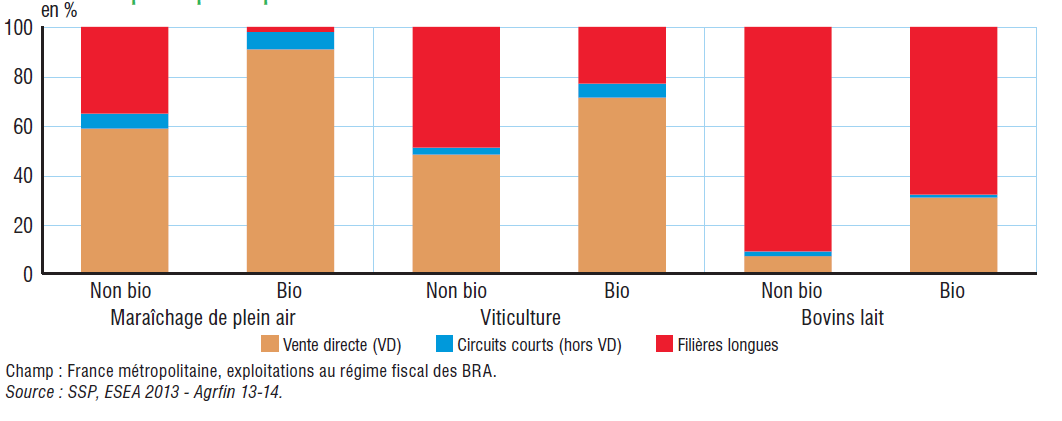 en %
100
80
60
40
20
0
Non bio Bio Non bio Bio Non bio Bio
Maraîchage de plein air Viticulture Bovins lait
Vente directe (VD) Circuits courts (hors VD) Filières longues
Champ : France métropolitaine, exploitations au régime fiscal des BRA.
Source : SSP, ESEA 2013 - Agrfin 13-14.